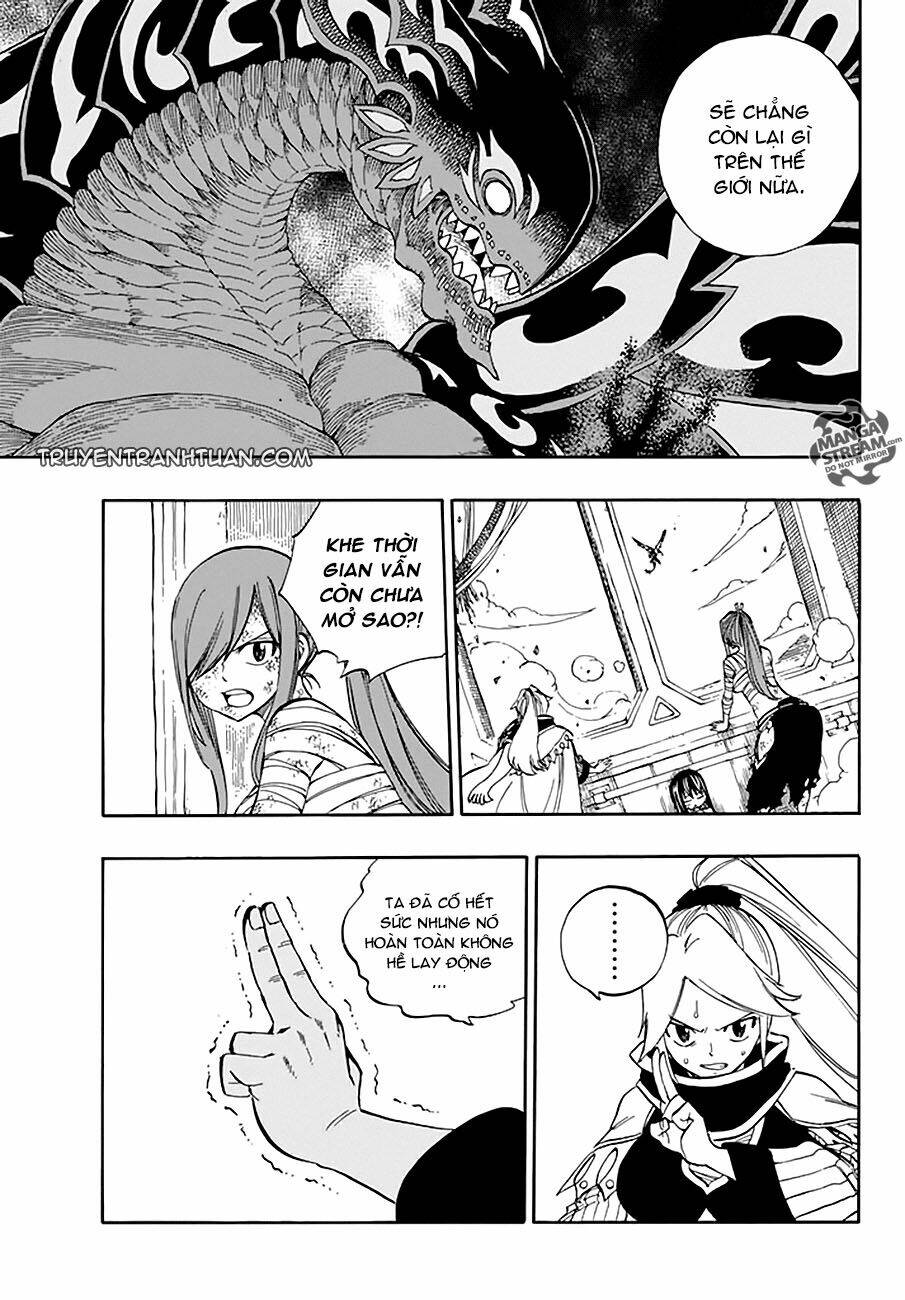 SẼ CHẲNG
CÒN LẠI GÌ
TRÊN THẾ
GIỚI NỮA.
MANGA
STREAM.com
DO NOT MIRROR
TRUYENTRANHTUAN.COM
KHE THỜI
GIAN VẪN
CÒN CHƯA
MỞ SAO?!
........
TA ĐÃ CỐ HẾT
SỨC NHƯNG NÓ
HOÀN TOÀN KHÔNG
HỀ LAY ĐỘNG
...